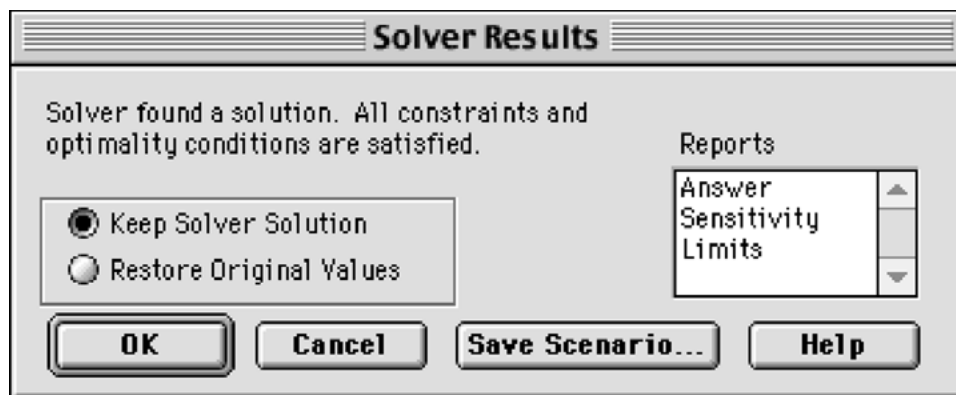 Solver Results
Solver found a solution. All constraints and
optimality conditions are satisfied.
Reports
Answer
Sensitivity
Limits
Keep Solver Solution
Restore Original Values
OK Cancel Save Scenario... Help